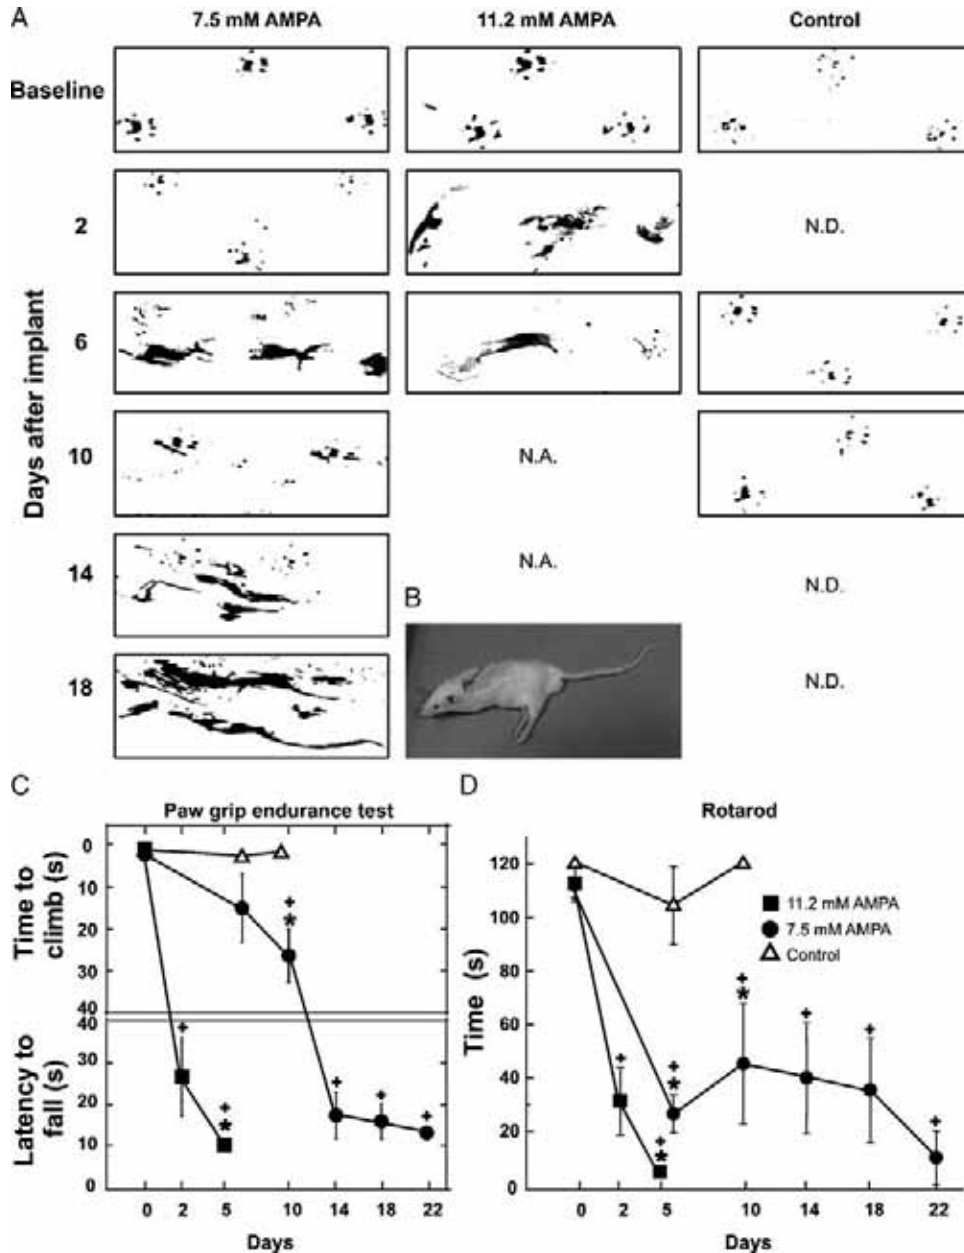 A
7.5 mM AMPA
11.2 mM AMPA
Control
Baseline
2
N.D.
Days after implant
6
10
N.A.
14
N.A.
N.D.
B
18
N.D.
C
Paw grip endurance test
Time to climb (s)
0
10
20
30
40
Latency to fall (s)
40
30
20
10
0
+
*
+
+
*
+
+
+
0 2 5 10 14 18 22
Days
D
Rotarod
Time (s)
120
100
80
60
40
20
0
11.2 mM AMPA
7.5 mM AMPA
Control
+
*
+
+
*
+
*
+
+
+
0 2 5 10 14 18 22
Days